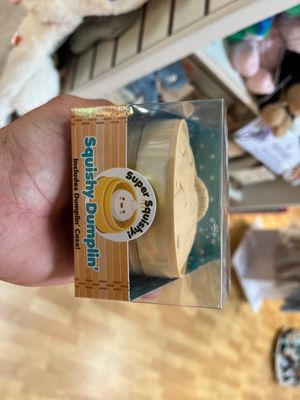 Squishy Dumplin'
Includes Dumplin' Case!
Super Squishy!